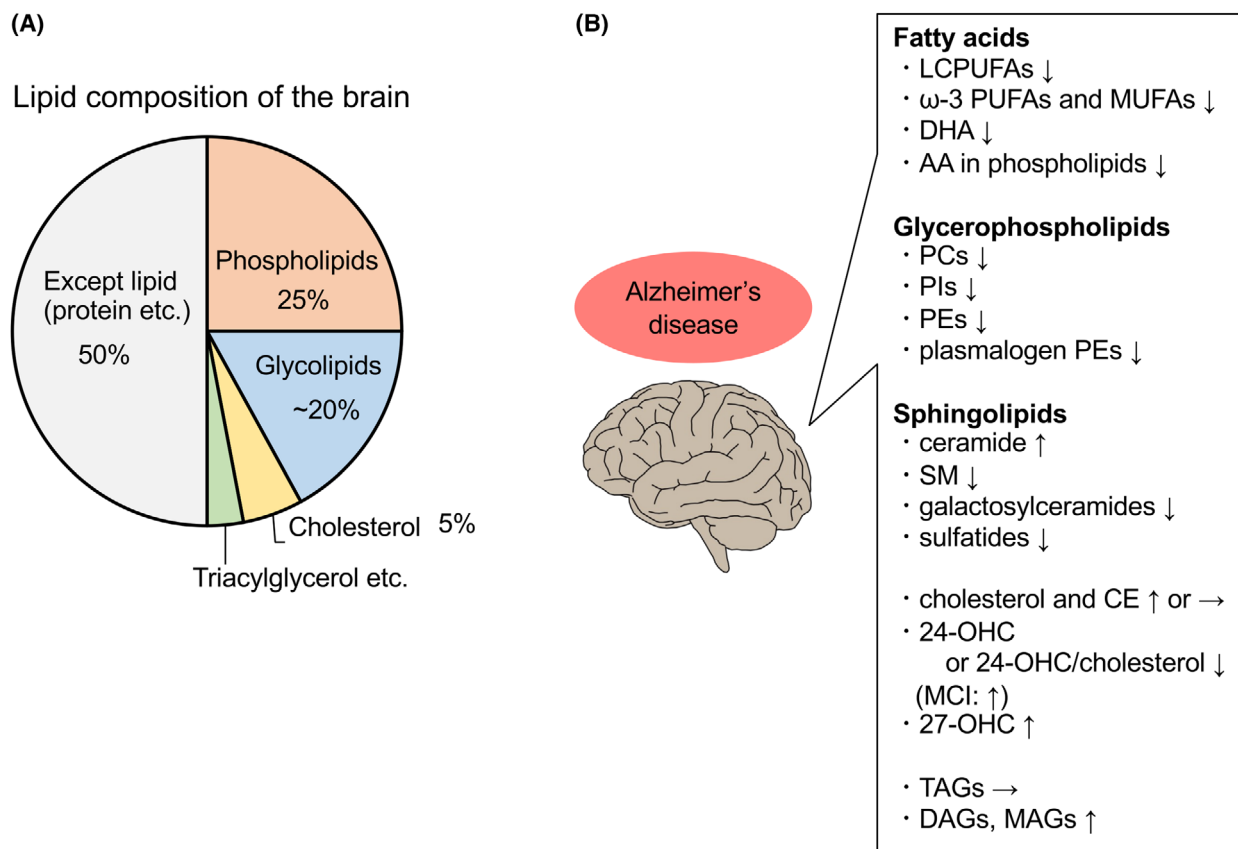 (A)
Lipid composition of the brain
Except lipid
(protein etc.)
50%
Phospholipids
25%
Glycolipids
~20%
Cholesterol 5%
Triacylglycerol etc.
(B)
Alzheimer's
disease
Fatty acids
・LCPUFAs ↓
・ω-3 PUFAs and MUFAs ↓
・DHA ↓
・AA in phospholipids ↓
Glycerophospholipids
・PCs ↓
・PIs ↓
・PEs ↓
・plasmalogen PEs ↓
Sphingolipids
・ceramide ↑
・SM ↓
・galactosylceramides ↓
・sulfatides ↓
・cholesterol and CE ↑ or →
・24-OHC
or 24-OHC/cholesterol ↓
(MCI: ↑)
・27-OHC ↑
・TAGs →
・DAGs, MAGs ↑